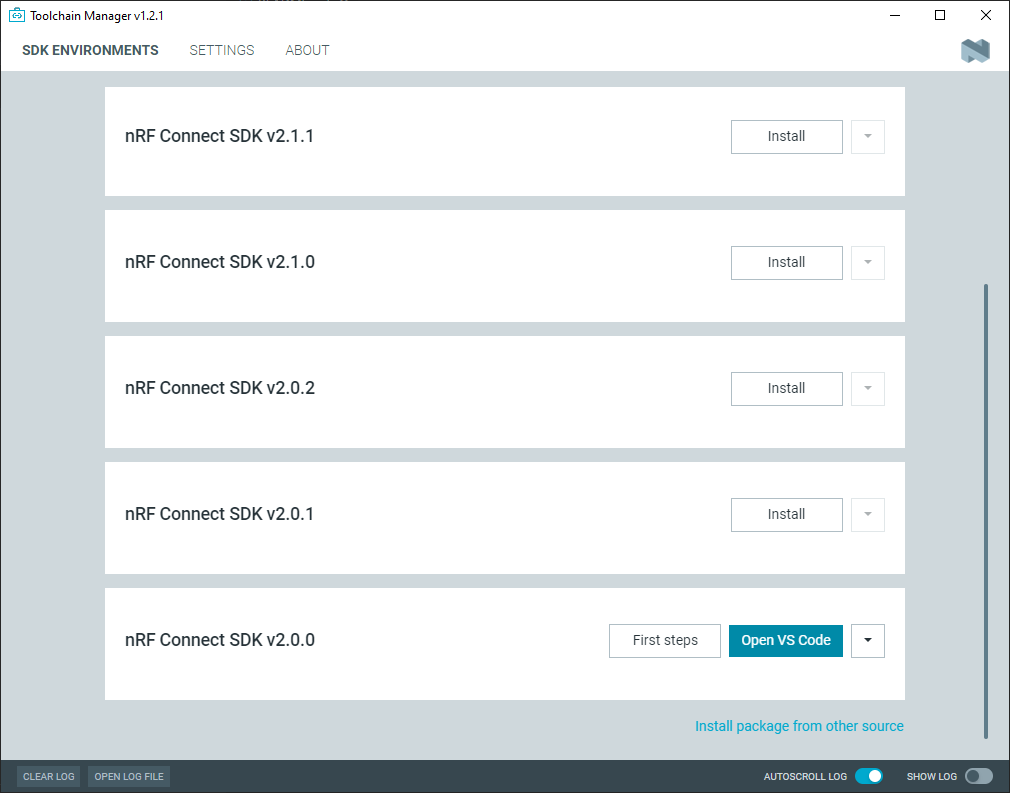 Toolchain Manager v1.2.1
SDK ENVIRONMENTS SETTINGS ABOUT
nRF Connect SDK v2.1.1 Install
nRF Connect SDK v2.1.0 Install
nRF Connect SDK v2.0.2 Install
nRF Connect SDK v2.0.1 Install
nRF Connect SDK v2.0.0 First steps Open VS Code
Install package from other source
CLEAR LOG OPEN LOG FILE AUTOSCROLL LOG SHOW LOG